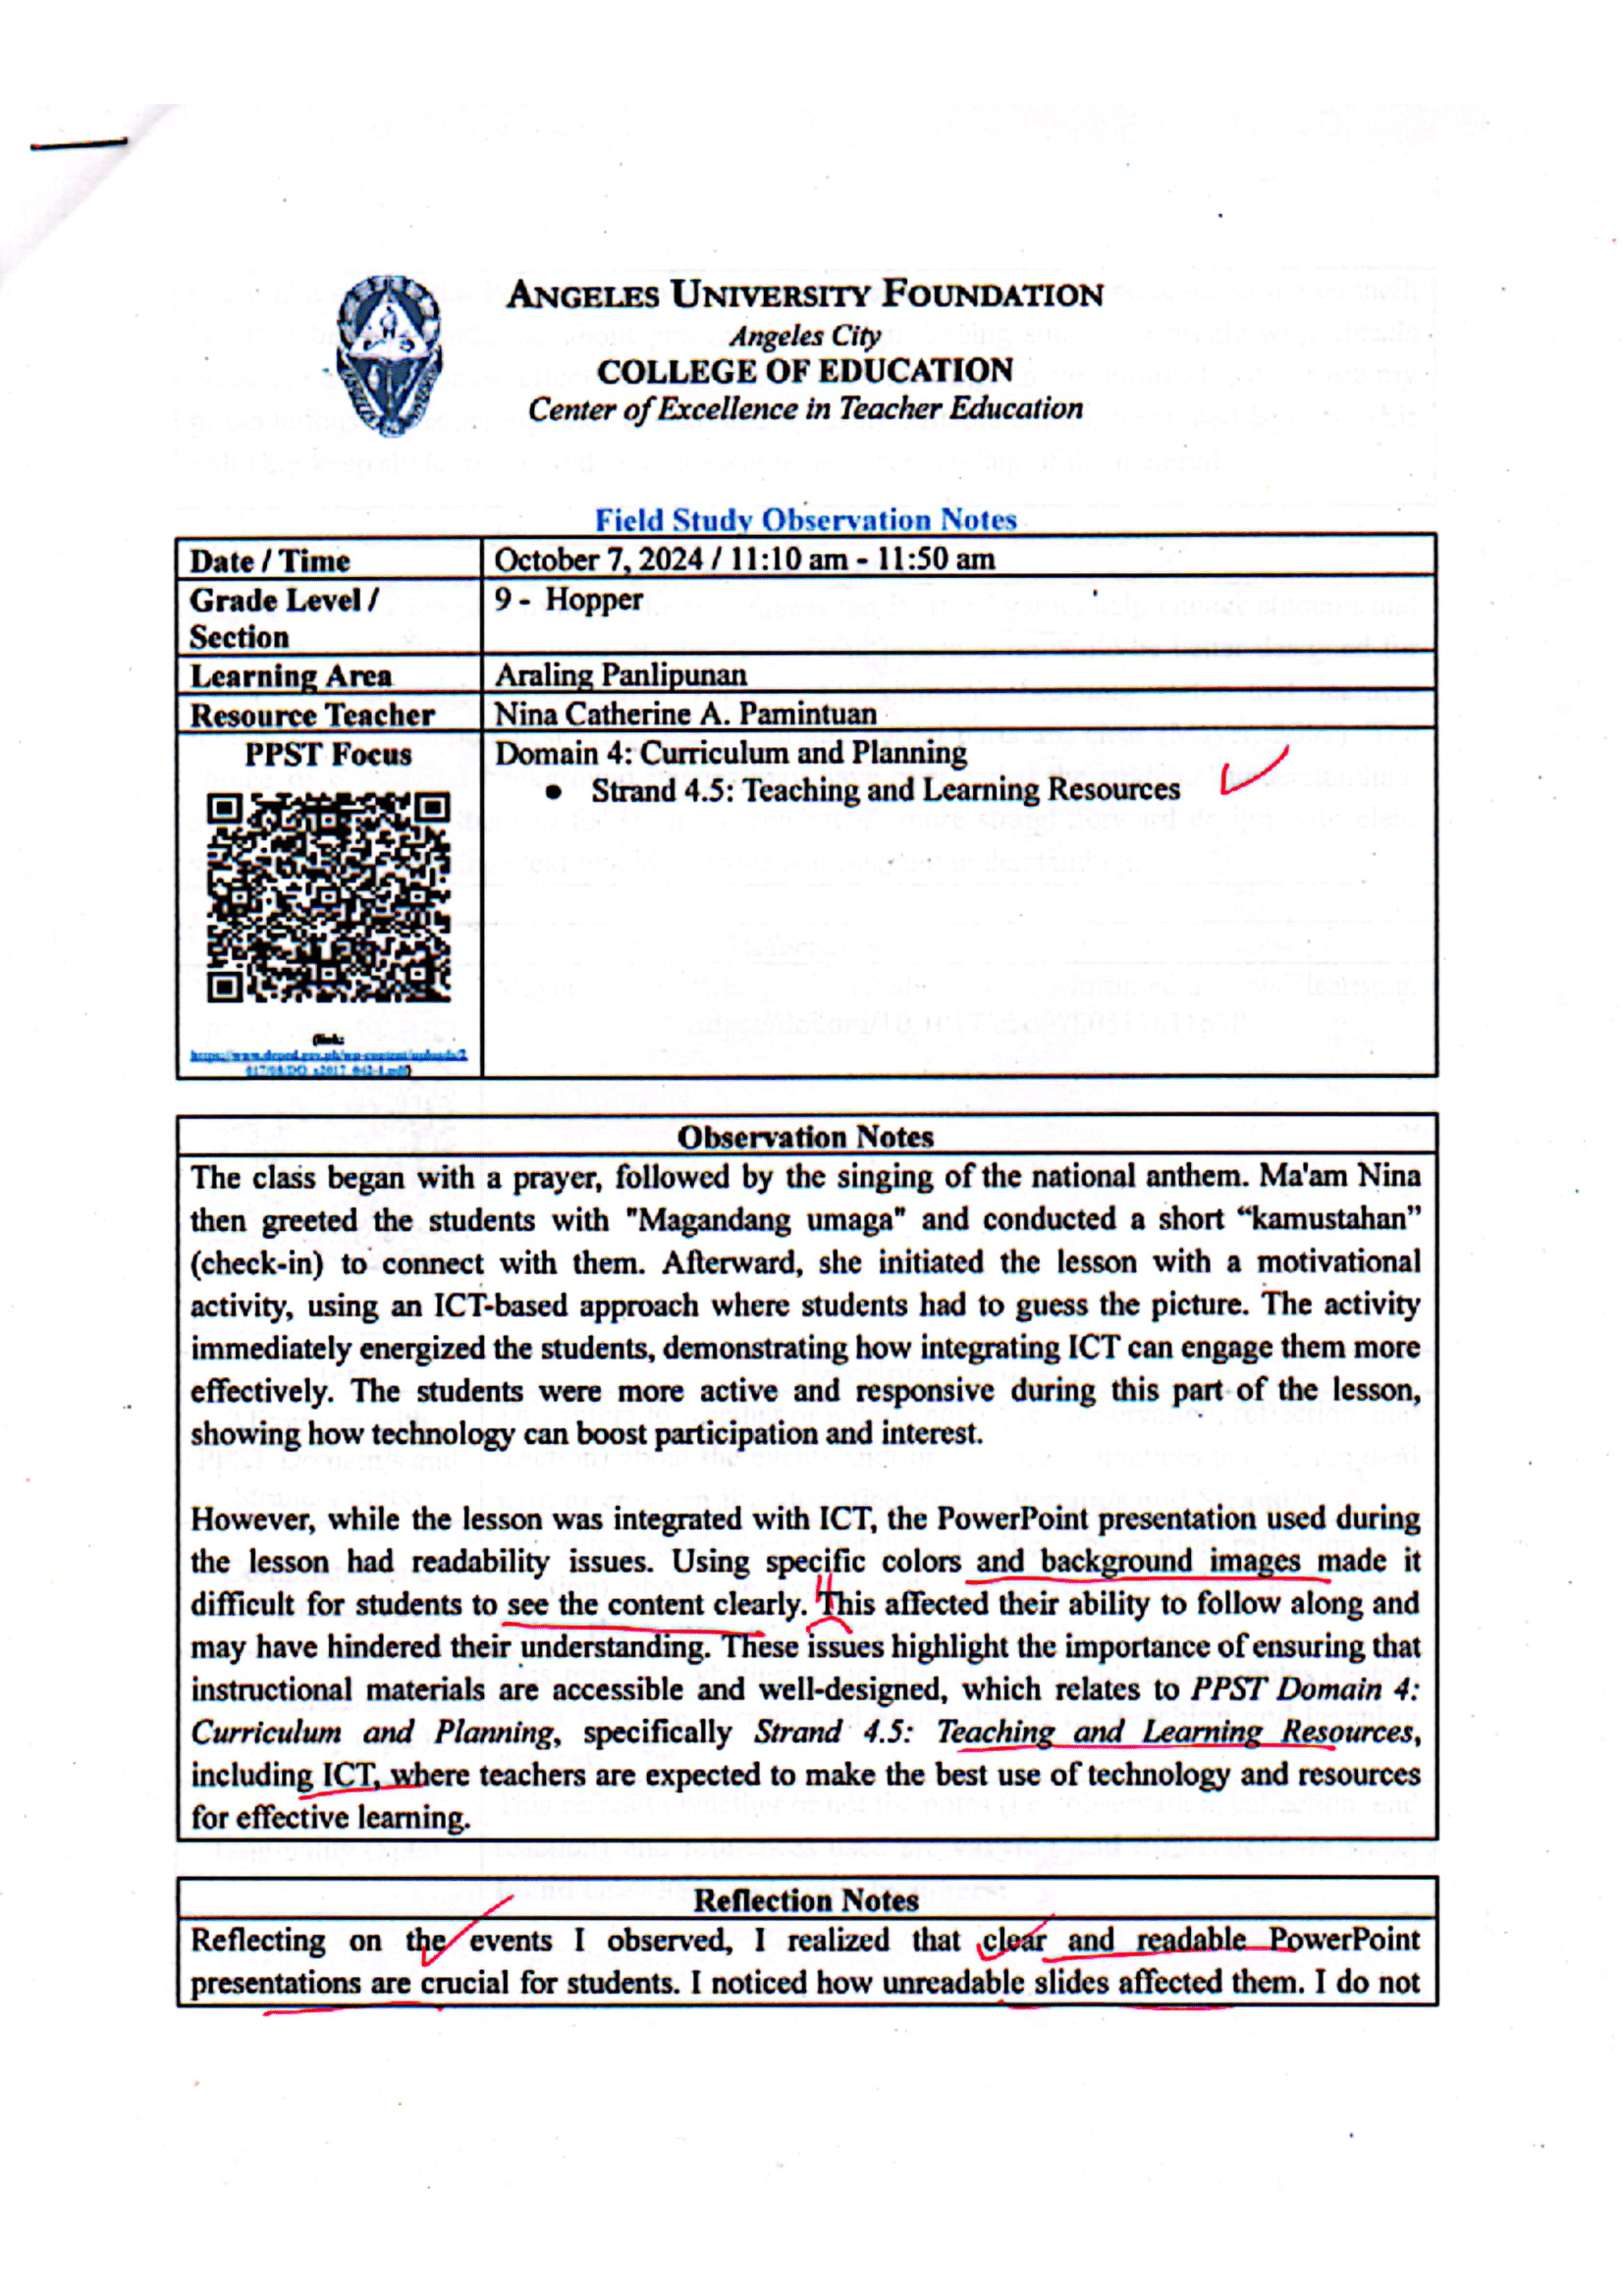 ANGELES UNIVERSITY FOUNDATION
Angeles City
COLLEGE OF EDUCATION
Center of Excellence in Teacher Education
Field Study Observation Notes
Date / Time October 7, 2024 / 11:10 am - 11:50 am
Grade Level / Section 9 - Hopper
Learning Area Araling Panlipunan
Resource Teacher Nina Catherine A. Pamintuan
PPST Focus Domain 4: Curriculum and Planning
● Strand 4.5: Teaching and Learning Resources
(link:
Observation Notes
The class began with a prayer, followed by the singing of the national anthem. Ma'am Nina
then greeted the students with "Magandang umaga" and conducted a short “kamustahan”
(check-in) to connect with them. Afterward, she initiated the lesson with a motivational
activity, using an ICT-based approach where students had to guess the picture. The activity
immediately energized the students, demonstrating how integrating ICT can engage them more
effectively. The students were more active and responsive during this part of the lesson,
showing how technology can boost participation and interest.
However, while the lesson was integrated with ICT, the PowerPoint presentation used during
the lesson had readability issues. Using specific colors and background images made it
difficult for students to see the content clearly. This affected their ability to follow along and
may have hindered their understanding. These issues highlight the importance of ensuring that
instructional materials are accessible and well-designed, which relates to PPST Domain 4:
Curriculum and Planning, specifically Strand 4.5: Teaching and Learning Resources,
including ICT, where teachers are expected to make the best use of technology and resources
for effective learning.
Reflection Notes
Reflecting on the events I observed, I realized that clear and readable PowerPoint
presentations are crucial for students. I noticed how unreadable slides affected them. I do not